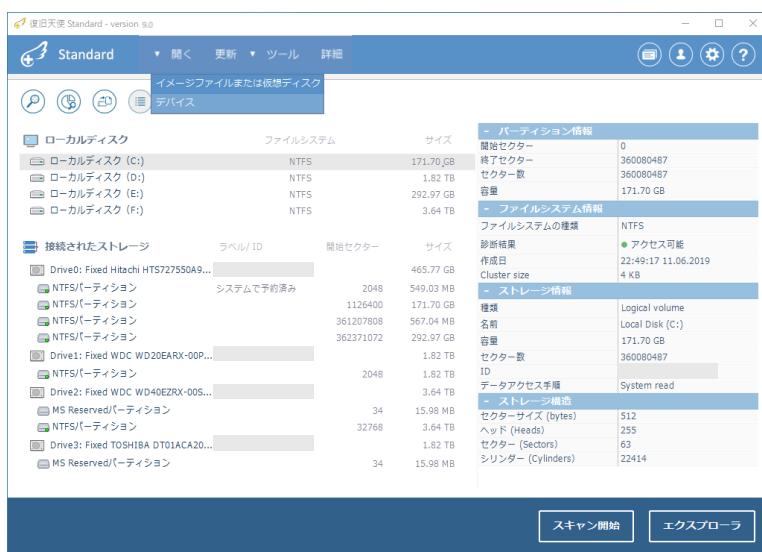 復旧天使 Standard - version 9.0
Standard ▼ 開く 更新 ▼ ツール 詳細
イメージファイルまたは仮想ディスク
デバイス
ローカルディスク ファイルシステム サイズ
ローカルディスク (C:) NTFS 171.70 GB
ローカルディスク (D:) NTFS 1.82 TB
ローカルディスク (E:) NTFS 292.97 GB
ローカルディスク (F:) NTFS 3.64 TB
接続されたストレージ ラベル/ ID 開始セクター サイズ
Drive0: Fixed Hitachi HTS727550A9... 465.77 GB
NTFSパーティション システムで予約済み 2048 549.03 MB
NTFSパーティション 1126400 171.70 GB
NTFSパーティション 361207808 567.04 MB
NTFSパーティション 362371072 292.97 GB
Drive1: Fixed WDC WD20EARX-00P... 1.82 TB
NTFSパーティション 2048 1.82 TB
Drive2: Fixed WDC WD40EZRX-00S... 3.64 TB
MS Reservedパーティション 34 15.98 MB
NTFSパーティション 32768 3.64 TB
Drive3: Fixed TOSHIBA DT01ACA20... 1.82 TB
MS Reservedパーティション 34 15.98 MB
- パーティション情報
開始セクター 0
終了セクター 360080487
セクター数 360080487
容量 171.70 GB
- ファイルシステム情報
ファイルシステムの種類 NTFS
診断結果 ● アクセス可能
作成日 22:49:17 11.06.2019
Cluster size 4 KB
- ストレージ情報
種類 Logical volume
名前 Local Disk (C:)
容量 171.70 GB
セクター数 360080487
ID
データアクセス手順 System read
- ストレージ構造
セクターサイズ (bytes) 512
ヘッド (Heads) 255
セクター (Sectors) 63
シリンダー (Cylinders) 22414
スキャン開始 エクスプローラ